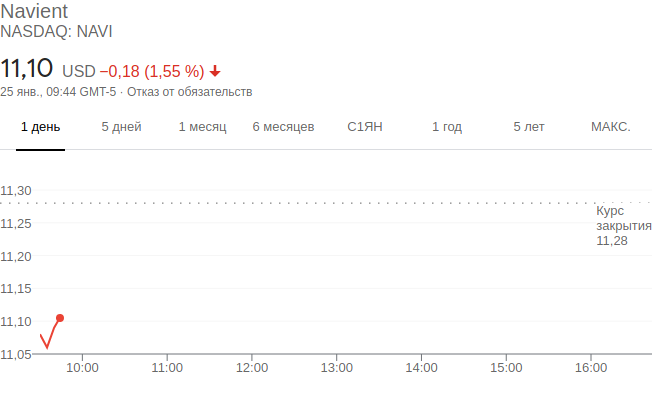 Navient
NASDAQ: NAVI
11,10 USD −0,18 (1,55 %)
25 янв., 09:44 GMT-5 · Отказ от обязательств
1 день 5 дней 1 месяц 6 месяцев С1ЯН 1 год 5 лет МАКС.
11,30
Курс
закрытия
11,28
11,25
11,20
11,15
11,10
11,05
10:00 11:00 12:00 13:00 14:00 15:00 16:00